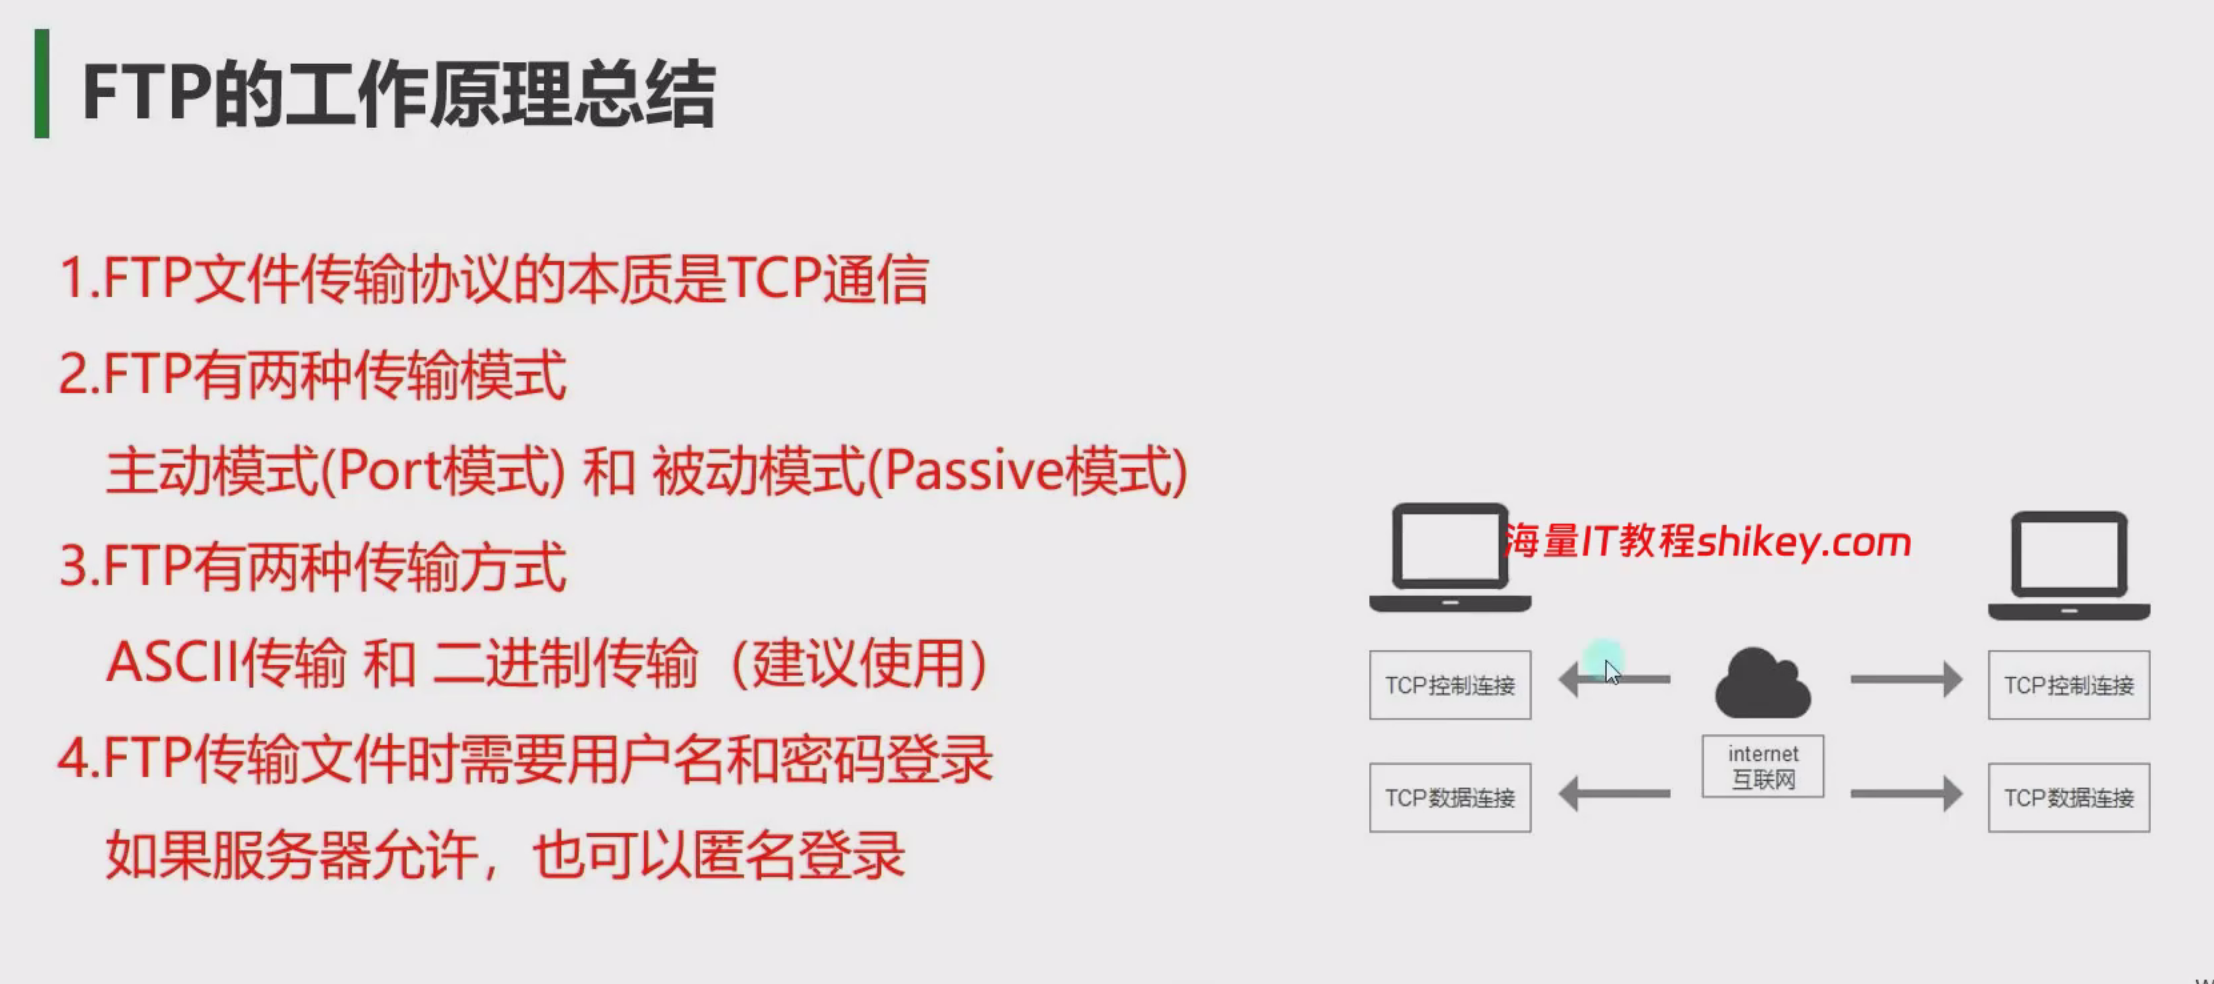 FTP的工作原理总结
1.FTP文件传输协议的本质是TCP通信
2.FTP有两种传输模式
主动模式(Port模式) 和 被动模式(Passive模式)
3.FTP有两种传输方式
ASCII传输 和 二进制传输（建议使用）
4.FTP传输文件时需要用户名和密码登录
如果服务器允许，也可以匿名登录
海量IT教程shikey.com
TCP控制连接
TCP控制连接
internet
互联网
TCP数据连接
TCP数据连接